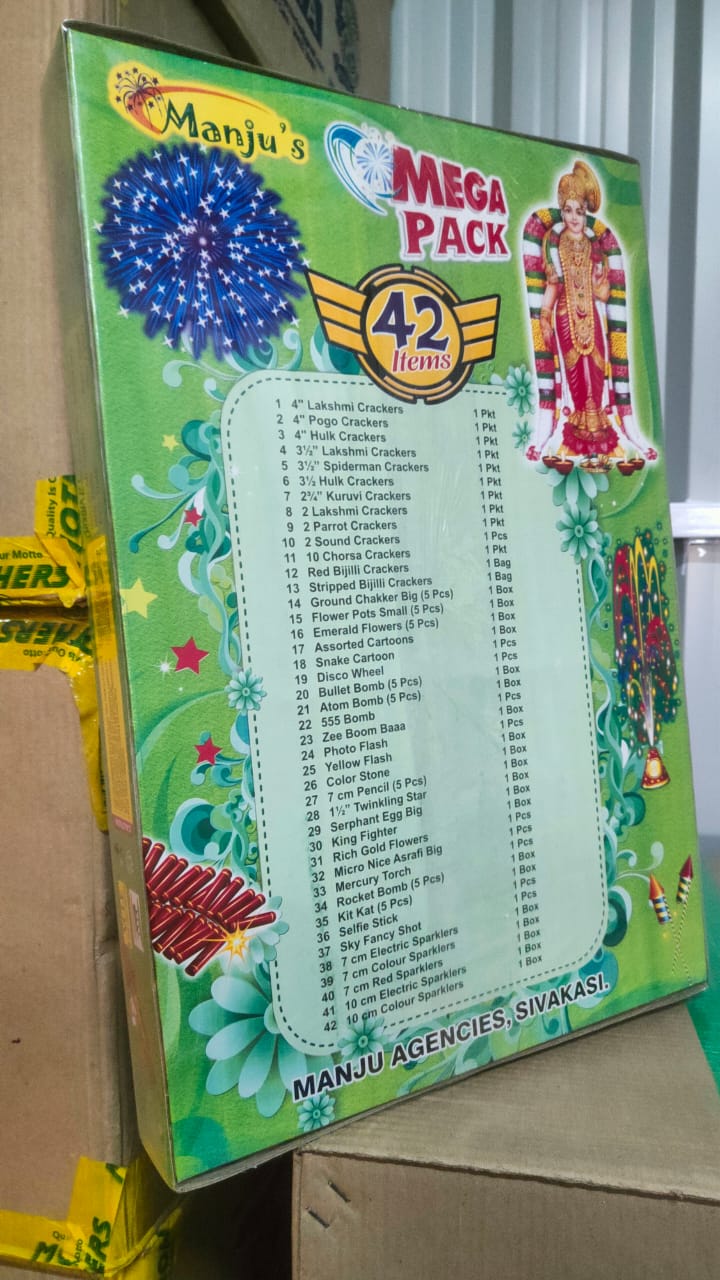 Manju's
MEGA
PACK
42
Items
1 4" Lakshmi Crackers 1 Pkt
2 4" Pogo Crackers 1 Pkt
3 4" Hulk Crackers 1 Pkt
4 3½" Lakshmi Crackers 1 Pkt
5 3½" Spiderman Crackers 1 Pkt
6 3½ Hulk Crackers 1 Pkt
7 2¾" Kuruvi Crackers 1 Pkt
8 2 Lakshmi Crackers 1 Pkt
9 2 Parrot Crackers 1 Pkt
10 2 Sound Crackers 1 Pcs
11 10 Chorsa Crackers 1 Pkt
12 Red Bijilli Crackers 1 Bag
13 Stripped Bijilli Crackers 1 Bag
14 Ground Chakker Big (5 Pcs) 1 Box
15 Flower Pots Small (5 Pcs) 1 Box
16 Emerald Flowers (5 Pcs) 1 Box
17 Assorted Cartoons 1 Box
18 Snake Cartoon 1 Pcs
19 Disco Wheel 1 Box
20 Bullet Bomb (5 Pcs) 1 Pcs
21 Atom Bomb (5 Pcs) 1 Box
22 555 Bomb 1 Pcs
23 Zee Boom Baaa 1 Box
24 Photo Flash 1 Pcs
25 Yellow Flash 1 Box
26 Color Stone 1 Box
27 7 cm Pencil (5 Pcs) 1 Box
28 1½" Twinkling Star 1 Box
29 Serphant Egg Big 1 Box
30 King Fighter 1 Box
31 Rich Gold Flowers 1 Pcs
32 Micro Nice Asrafi Big 1 Pcs
33 Mercury Torch 1 Pcs
34 Rocket Bomb (5 Pcs) 1 Box
35 Kit Kat (5 Pcs) 1 Box
36 Selfie Stick 1 Pcs
37 Sky Fancy Shot 1 Pcs
38 7 cm Electric Sparklers 1 Box
39 7 cm Colour Sparklers 1 Box
40 7 cm Red Sparklers 1 Box
41 10 cm Electric Sparklers 1 Box
42 10 cm Colour Sparklers 1 Box
MANJU AGENCIES, SIVAKASI.